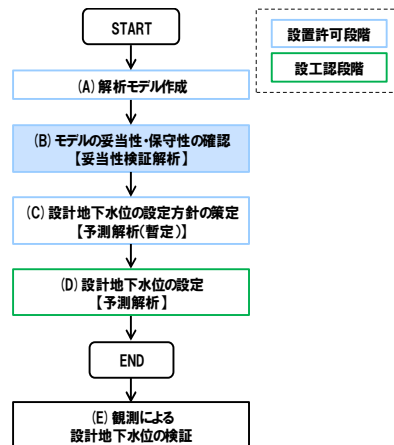 START
設置許可段階
設工認段階
(A)解析モデル作成
(B)モデルの妥当性・保守性の確認
【妥当性検証解析】
(C)設計地下水位の設定方針の策定
【予測解析(暫定)】
(D)設計地下水位の設定
【予測解析】
END
(E)観測による
設計地下水位の検証